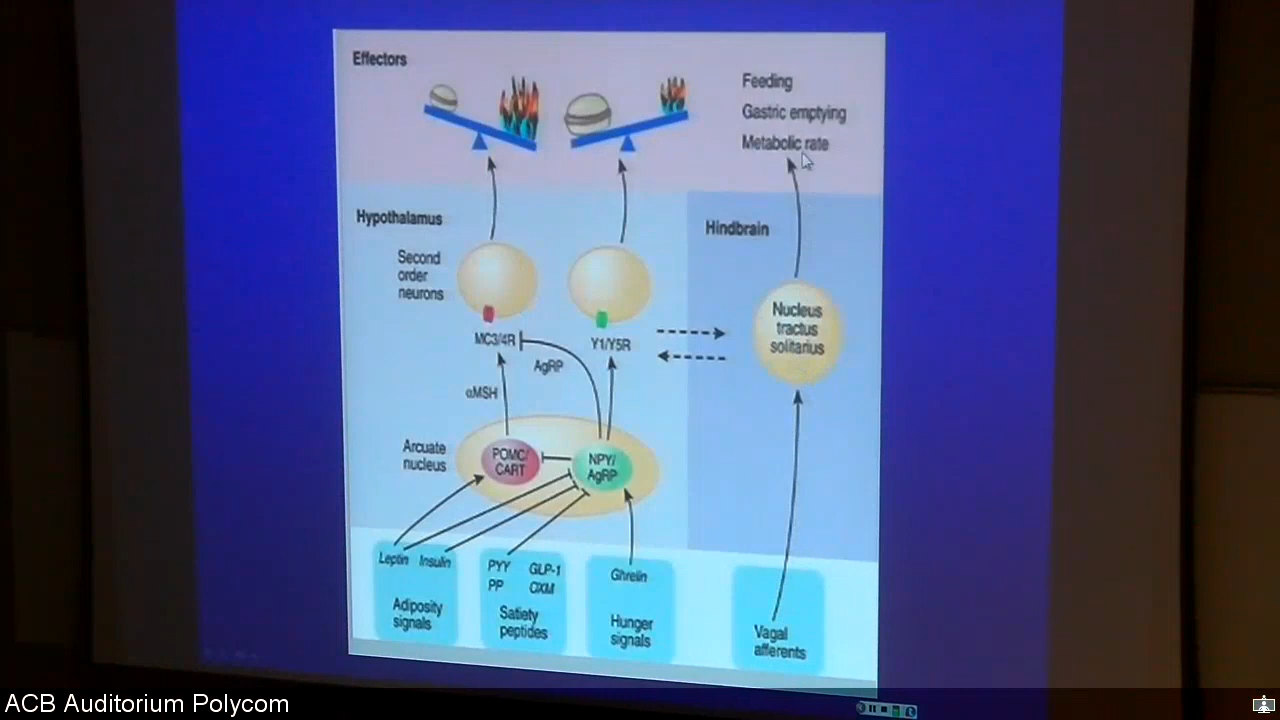 Effectors
Feeding
Gastric emptying
Metabolic rate
Hypothalamus
Hindbrain
Second
order
neurons
Nucleus
tractus
solitarius
MC3/4R
Y1/Y5R
AgRP
αMSH
Arcuate
nucleus
POMC/
CART
NPY/
AgRP
Leptin
Insulin
Adiposity
signals
PYY
GLP-1
PP
OXM
Satiety
peptides
Ghrelin
Hunger
signals
Vagal
afferents
ACB Auditorium Polycom